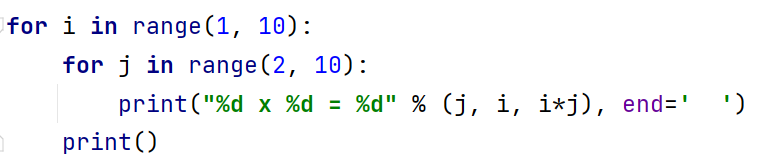 for i in range(1, 10):
    for j in range(2, 10):
        print("%d x %d = %d" % (j, i, i*j), end='  ')
    print()